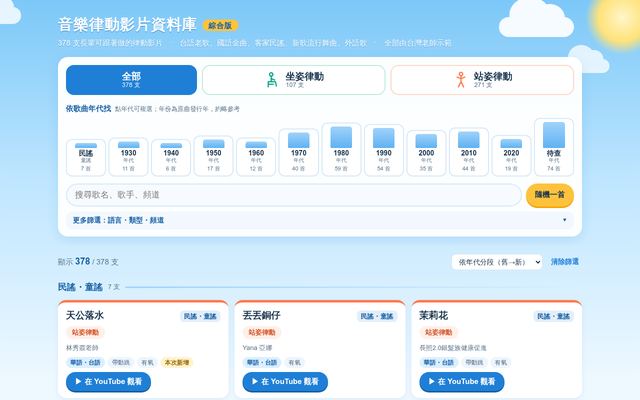 音樂律動影片資料庫 綜合版
378 支長輩可跟著做的律動影片 · 台語老歌、國語金曲、客家民謠、新歌流行舞曲、外語歌 · 全部由台灣老師示範
全部
378 支
坐姿律動
107 支
站姿律動
271 支
依歌曲年代找 點年代可複選；年份為原曲發行年，約略參考
民謠 童謠 7 首
1930 年代 11 首
1940 年代 6 首
1950 年代 17 首
1960 年代 12 首
1970 年代 40 首
1980 年代 59 首
1990 年代 54 首
2000 年代 35 首
2010 年代 44 首
2020 年代 19 首
待查 年代 74 首
搜尋歌名、歌手、頻道
隨機一首
更多篩選：語言・類型・頻道
顯示 378 / 378 支
依年代分段（舊→新）
清除篩選
民謠・童謠 7 支
天公落水 民謠・童謠
站姿律動
林秀霞老師
華語・台語 帶動跳 有氧 本次新增
▶ 在 YouTube 觀看
丟丟銅仔 民謠・童謠
站姿律動
Yana 亞娜
華語・台語 有氧
▶ 在 YouTube 觀看
茉莉花 民謠・童謠
站姿律動
長照2.0銀髮族健康促進
華語・台語 帶動跳 有氧
▶ 在 YouTube 觀看